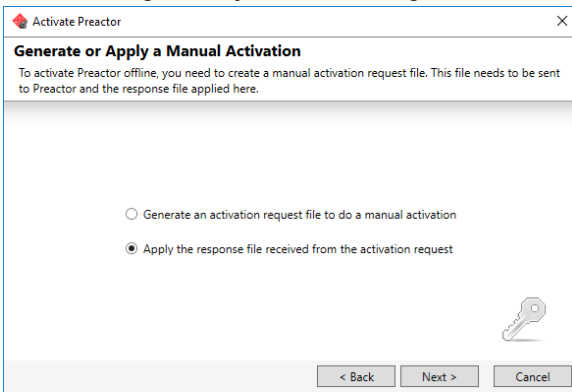 Activate Preactor
Generate or Apply a Manual Activation
To activate Preactor offline, you need to create a manual activation request file. This file needs to be sent
to Preactor and the response file applied here.
Generate an activation request file to do a manual activation
Apply the response file received from the activation request
< Back Next > Cancel